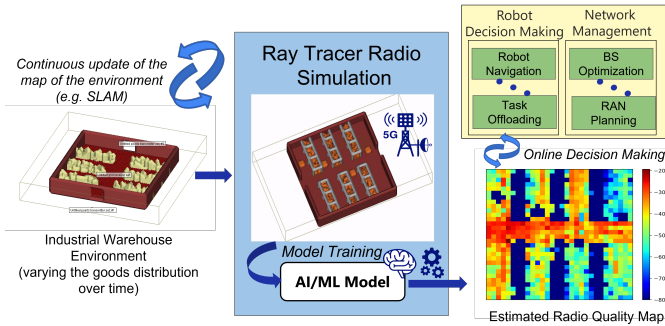 Continuous update of the
map of the environment
(e.g. SLAM)
Industrial Warehouse
Environment
(varying the goods distribution
over time)
Ray Tracer Radio
Simulation
5G
Model Training
AI/ML Model
Robot
Decision Making
Robot
Navigation
Task
Offloading
Network
Management
BS
Optimization
RAN
Planning
Online Decision Making
-20
-30
-40
-50
-60
-70
-80
Estimated Radio Quality Map